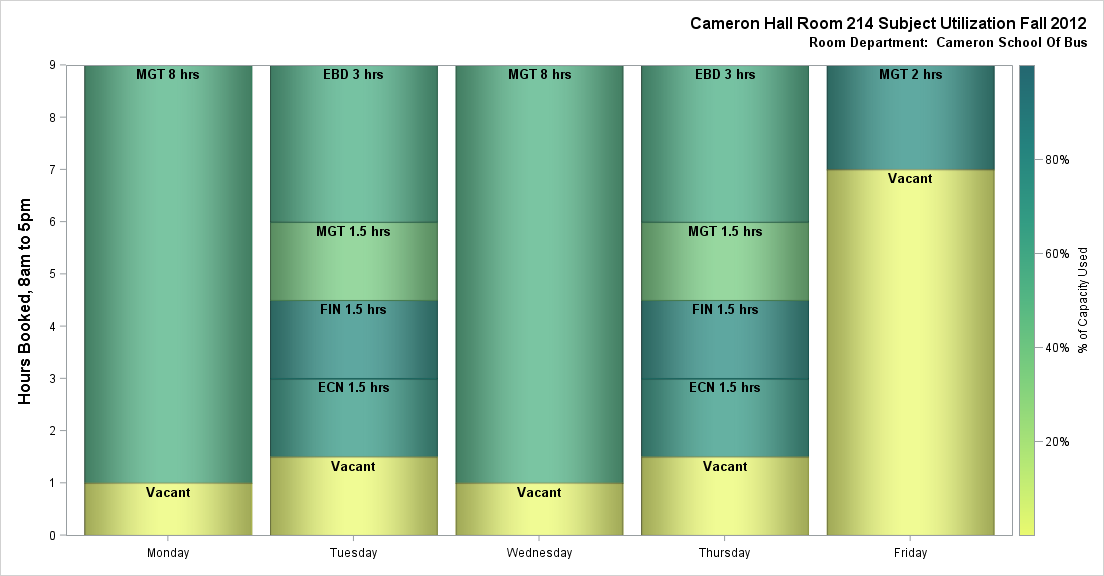 Cameron Hall Room 214 Subject Utilization Fall 2012
Room Department:  Cameron School Of Bus
Hours Booked, 8am to 5pm
9
8
7
6
5
4
3
2
1
0
MGT 8 hrs
Vacant
EBD 3 hrs
MGT 1.5 hrs
FIN 1.5 hrs
ECN 1.5 hrs
Vacant
MGT 8 hrs
Vacant
EBD 3 hrs
MGT 1.5 hrs
FIN 1.5 hrs
ECN 1.5 hrs
Vacant
MGT 2 hrs
Vacant
Monday
Tuesday
Wednesday
Thursday
Friday
80%
60%
40%
20%
% of Capacity Used